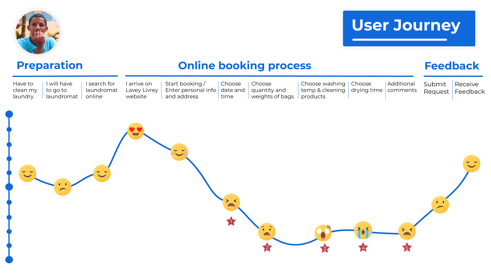 User Journey
Preparation
Online booking process
Feedback
Have to
clean my
laundry
I will have
to go to
laundromat
I search for
laundromat
online
I arrive on
Lavey Livrey
website
Start booking /
Enter personal info
and address
Choose
date and
time
Choose
quantity and
weights of bags
Choose washing
temp & cleaning
products
Choose
drying time
Additional
comments
Submit
Request
Receive
Feedback